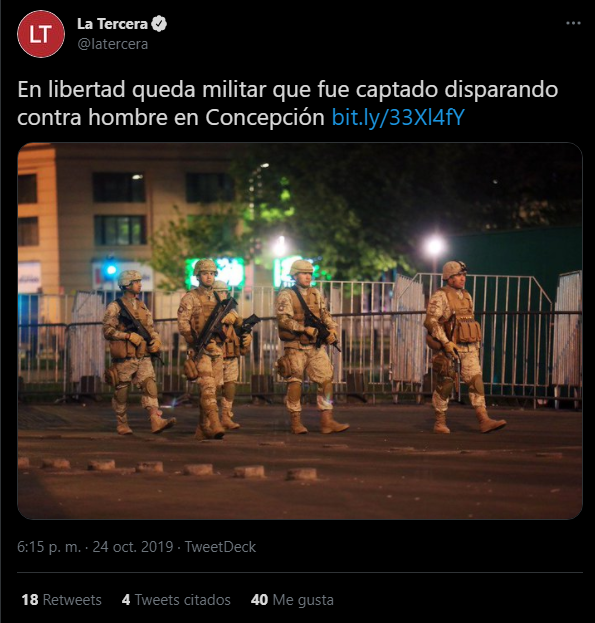 LT
La Tercera
@latercera
En libertad queda militar que fue captado disparando
contra hombre en Concepción bit.ly/33Xl4fY
6:15 p. m. · 24 oct. 2019 · TweetDeck
18 Retweets 4 Tweets citados 40 Me gusta